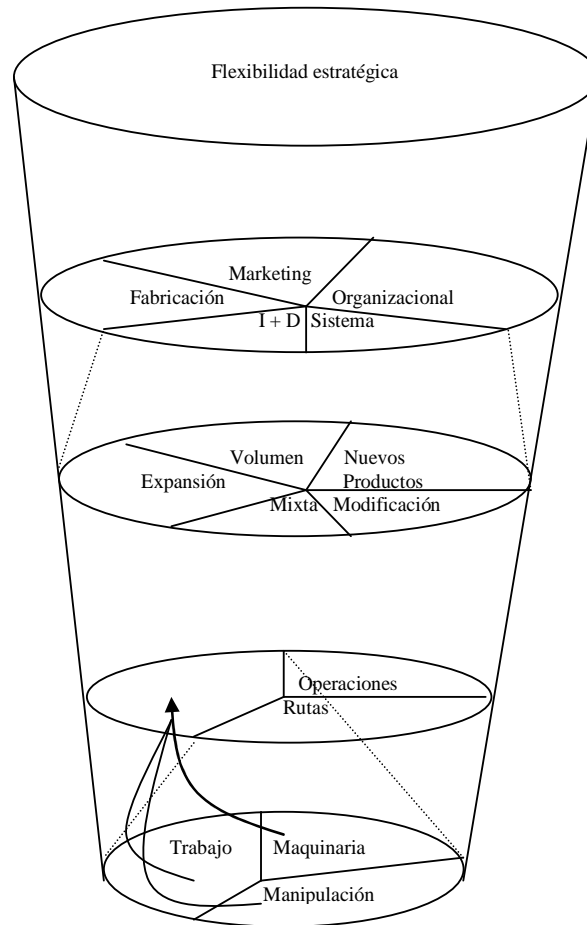 Flexibilidad estratégica
Marketing
Fabricación
Organizacional
I + D
Sistema
Volumen
Nuevos
Productos
Expansión
Mixta
Modificación
Operaciones
Rutas
Trabajo
Maquinaria
Manipulación